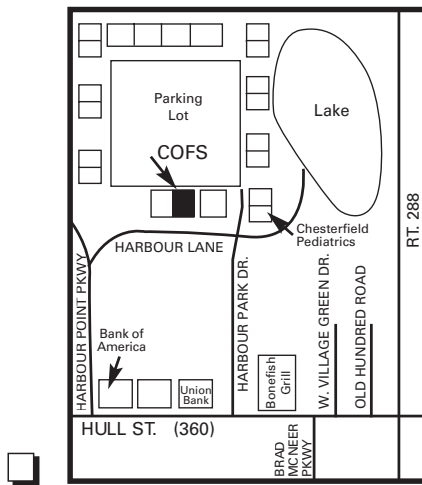 Parking
Lot
COFS
Lake
RT. 288
Chesterfield
Pediatrics
HARBOUR LANE
HARBOUR POINT PKWY
HARBOUR PARK DR.
W. VILLAGE GREEN DR.
OLD HUNDRED ROAD
Bank of
America
Union
Bank
Bonefish
Grill
HULL ST. (360)
BRAD
MCNEER
PKWY